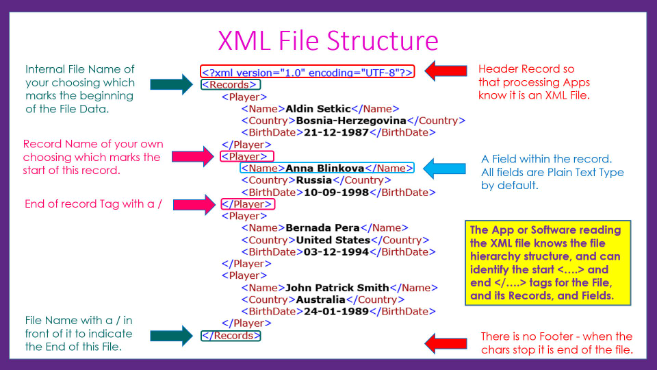 XML File Structure
Internal File Name of
your choosing which
marks the beginning
of the File Data.
Record Name of your own
choosing which marks the
start of this record.
End of record Tag with a /
File Name with a / in
front of it to indicate
the End of this File.
<?xml version="1.0" encoding="UTF-8"?>
<Records>
<Player>
<Name>Aldin Setkic</Name>
<Country>Bosnia-Herzegovina</Country>
<BirthDate>21-12-1987</BirthDate>
</Player>
<Player>
<Name>Anna Blinkova</Name>
<Country>Russia</Country>
<BirthDate>10-09-1998</BirthDate>
</Player>
<Player>
<Name>Bernada Pera</Name>
<Country>United States</Country>
<BirthDate>03-12-1994</BirthDate>
</Player>
<Player>
<Name>John Patrick Smith</Name>
<Country>Australia</Country>
<BirthDate>24-01-1989</BirthDate>
</Player>
</Records>
Header Record so
that processing Apps
know it is an XML File.
A Field within the record.
All fields are Plain Text Type
by default.
The App or Software reading
the XML file knows the file
hierarchy structure, and can
identify the start <....> and
end </....> tags for the File,
and its Records, and Fields.
There is no Footer - when the
chars stop it is end of the file.